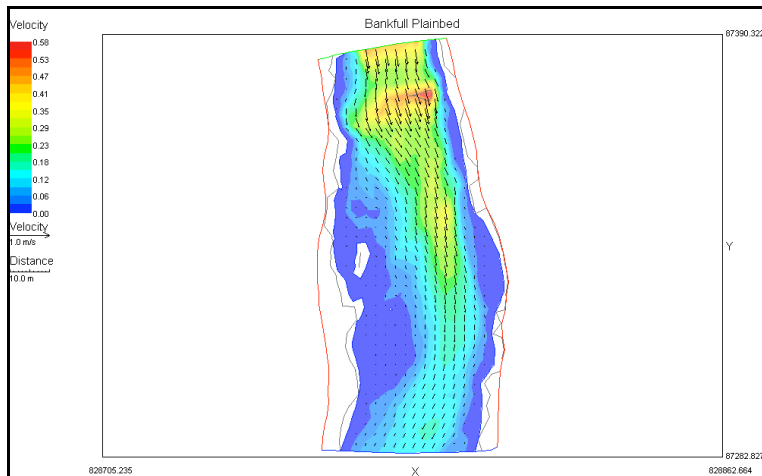 Bankfull Plainbed
Velocity
0.58
0.53
0.47
0.41
0.35
0.29
0.23
0.18
0.12
0.06
0.00
Velocity
1.0 m/s
Distance
10.0 m
87390.322
Y
87282.827
828705.235
X
828862.664